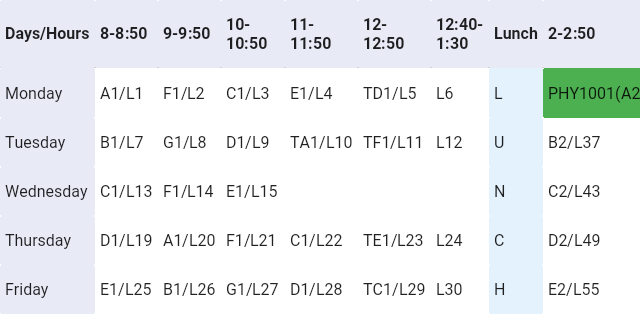 Days/Hours 8-8:50 9-9:50 10-10:50 11-11:50 12-12:50 12:40-1:30 Lunch 2-2:50
Monday A1/L1 F1/L2 C1/L3 E1/L4 TD1/L5 L6 L PHY1001(A2
Tuesday B1/L7 G1/L8 D1/L9 TA1/L10 TF1/L11 L12 U B2/L37
Wednesday C1/L13 F1/L14 E1/L15 N C2/L43
Thursday D1/L19 A1/L20 F1/L21 C1/L22 TE1/L23 L24 C D2/L49
Friday E1/L25 B1/L26 G1/L27 D1/L28 TC1/L29 L30 H E2/L55